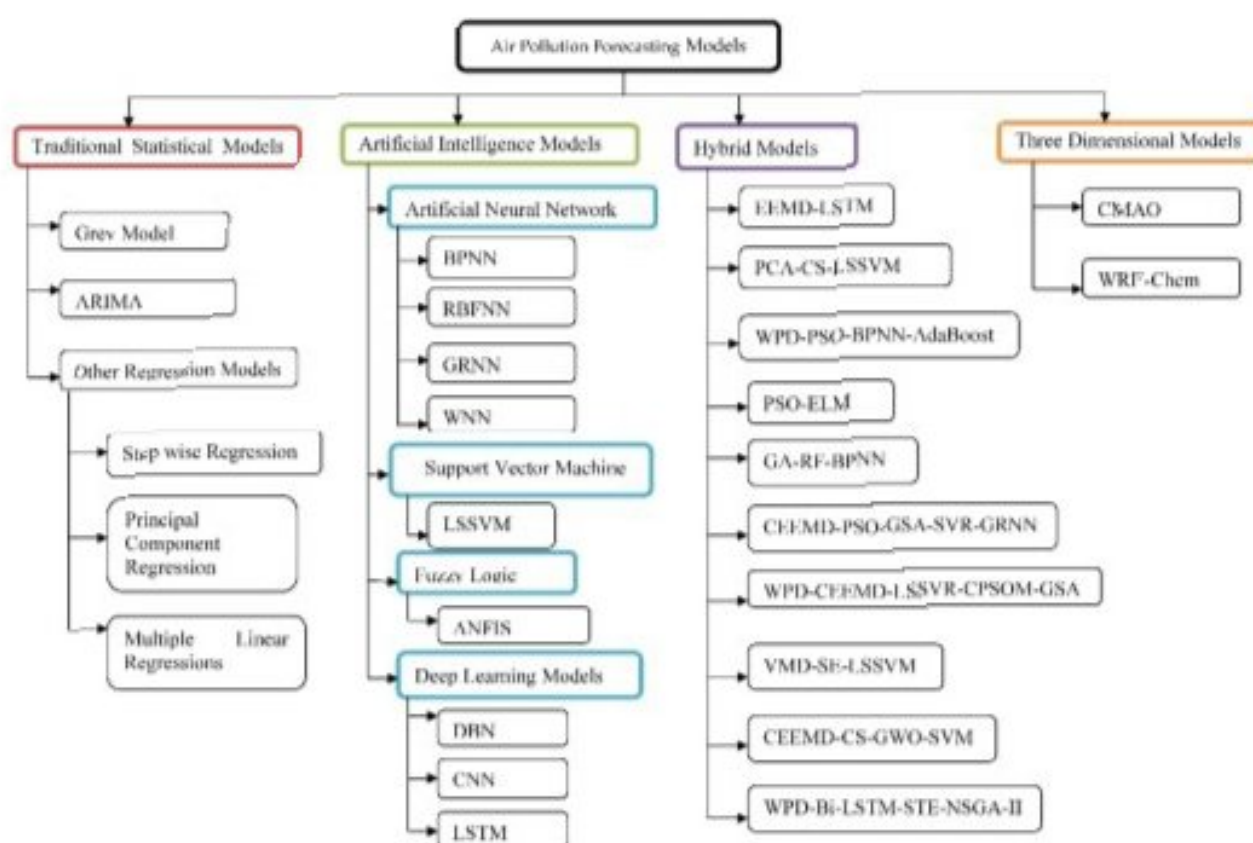 Air Pollution Forecasting Models
Traditional Statistical Models
Grey Model
ARIMA
Other Regression Models
Step wise Regression
Principal
Component
Regression
Multiple Linear
Regressions
Artificial Intelligence Models
Artificial Neural Network
BPNN
RBFNN
GRNN
WNN
Support Vector Machine
LSSVM
Fuzzy Logic
ANFIS
Deep Learning Models
DBN
CNN
LSTM
Hybrid Models
EEMD-LSTM
PCA-CS-LSSVM
WPD-PSO-BPNN-AdaBoost
PSO-ELM
GA-RF-BPNN
CEEMD-PSO-GSA-SVR-GRNN
WPD-CEEMD-LSSVR-CPSOM-GSA
VMD-SE-LSSVM
CEEMD-CS-GWO-SVM
WPD-Bi-LSTM-STE-NSGA-II
Three Dimensional Models
CMAQ
WRF-Chem